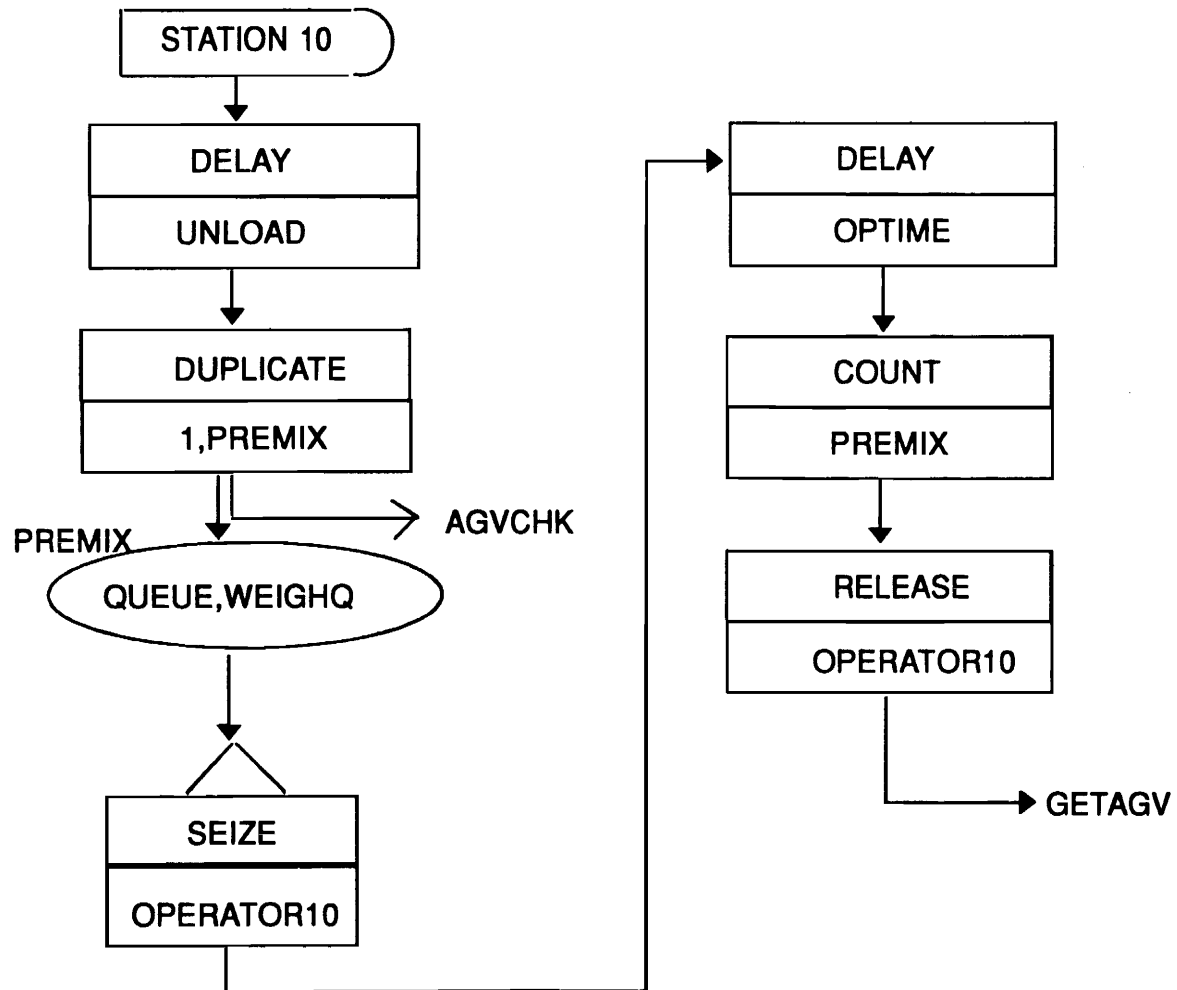 STATION 10
DELAY
UNLOAD
DUPLICATE
1,PREMIX
AGVCHK
PREMIX
QUEUE,WEIGHQ
SEIZE
OPERATOR10
DELAY
OPTIME
COUNT
PREMIX
RELEASE
OPERATOR10
GETAGV